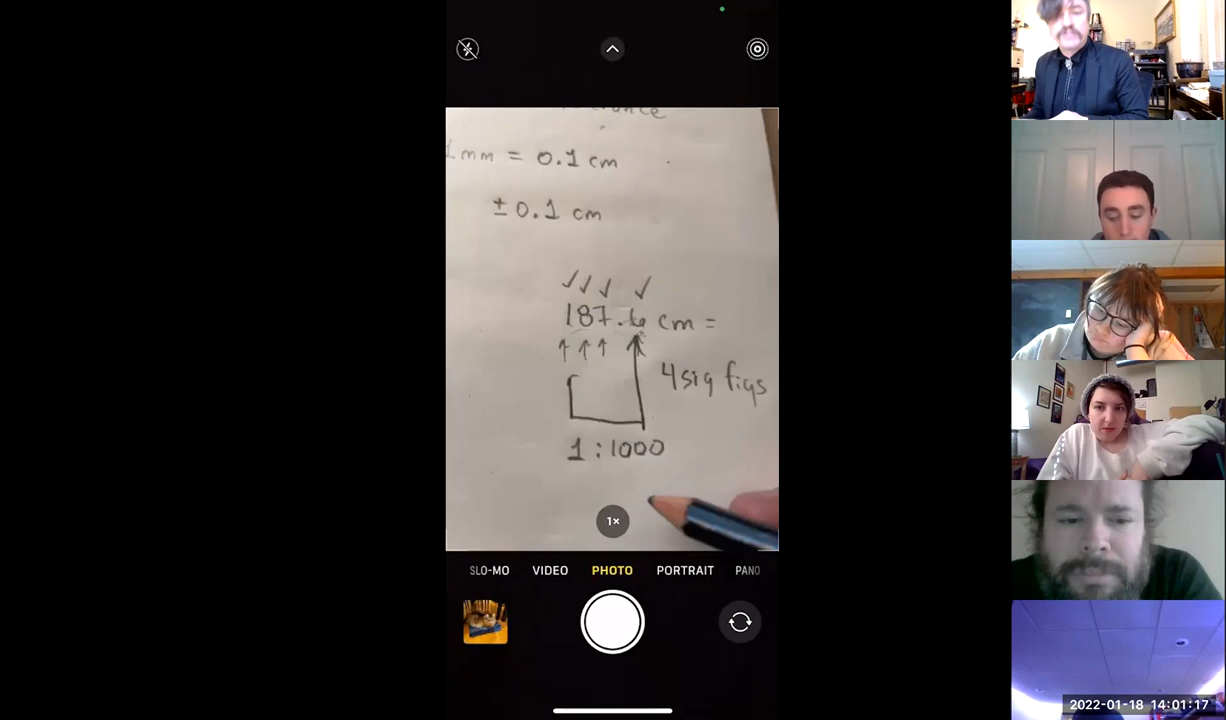 1 mm = 0.1 cm
± 0.1 cm
187.6 cm =
4 sig figs
1 : 1000
1×
SLO-MO VIDEO PHOTO PORTRAIT PANO
2022-01-18 14:01:17